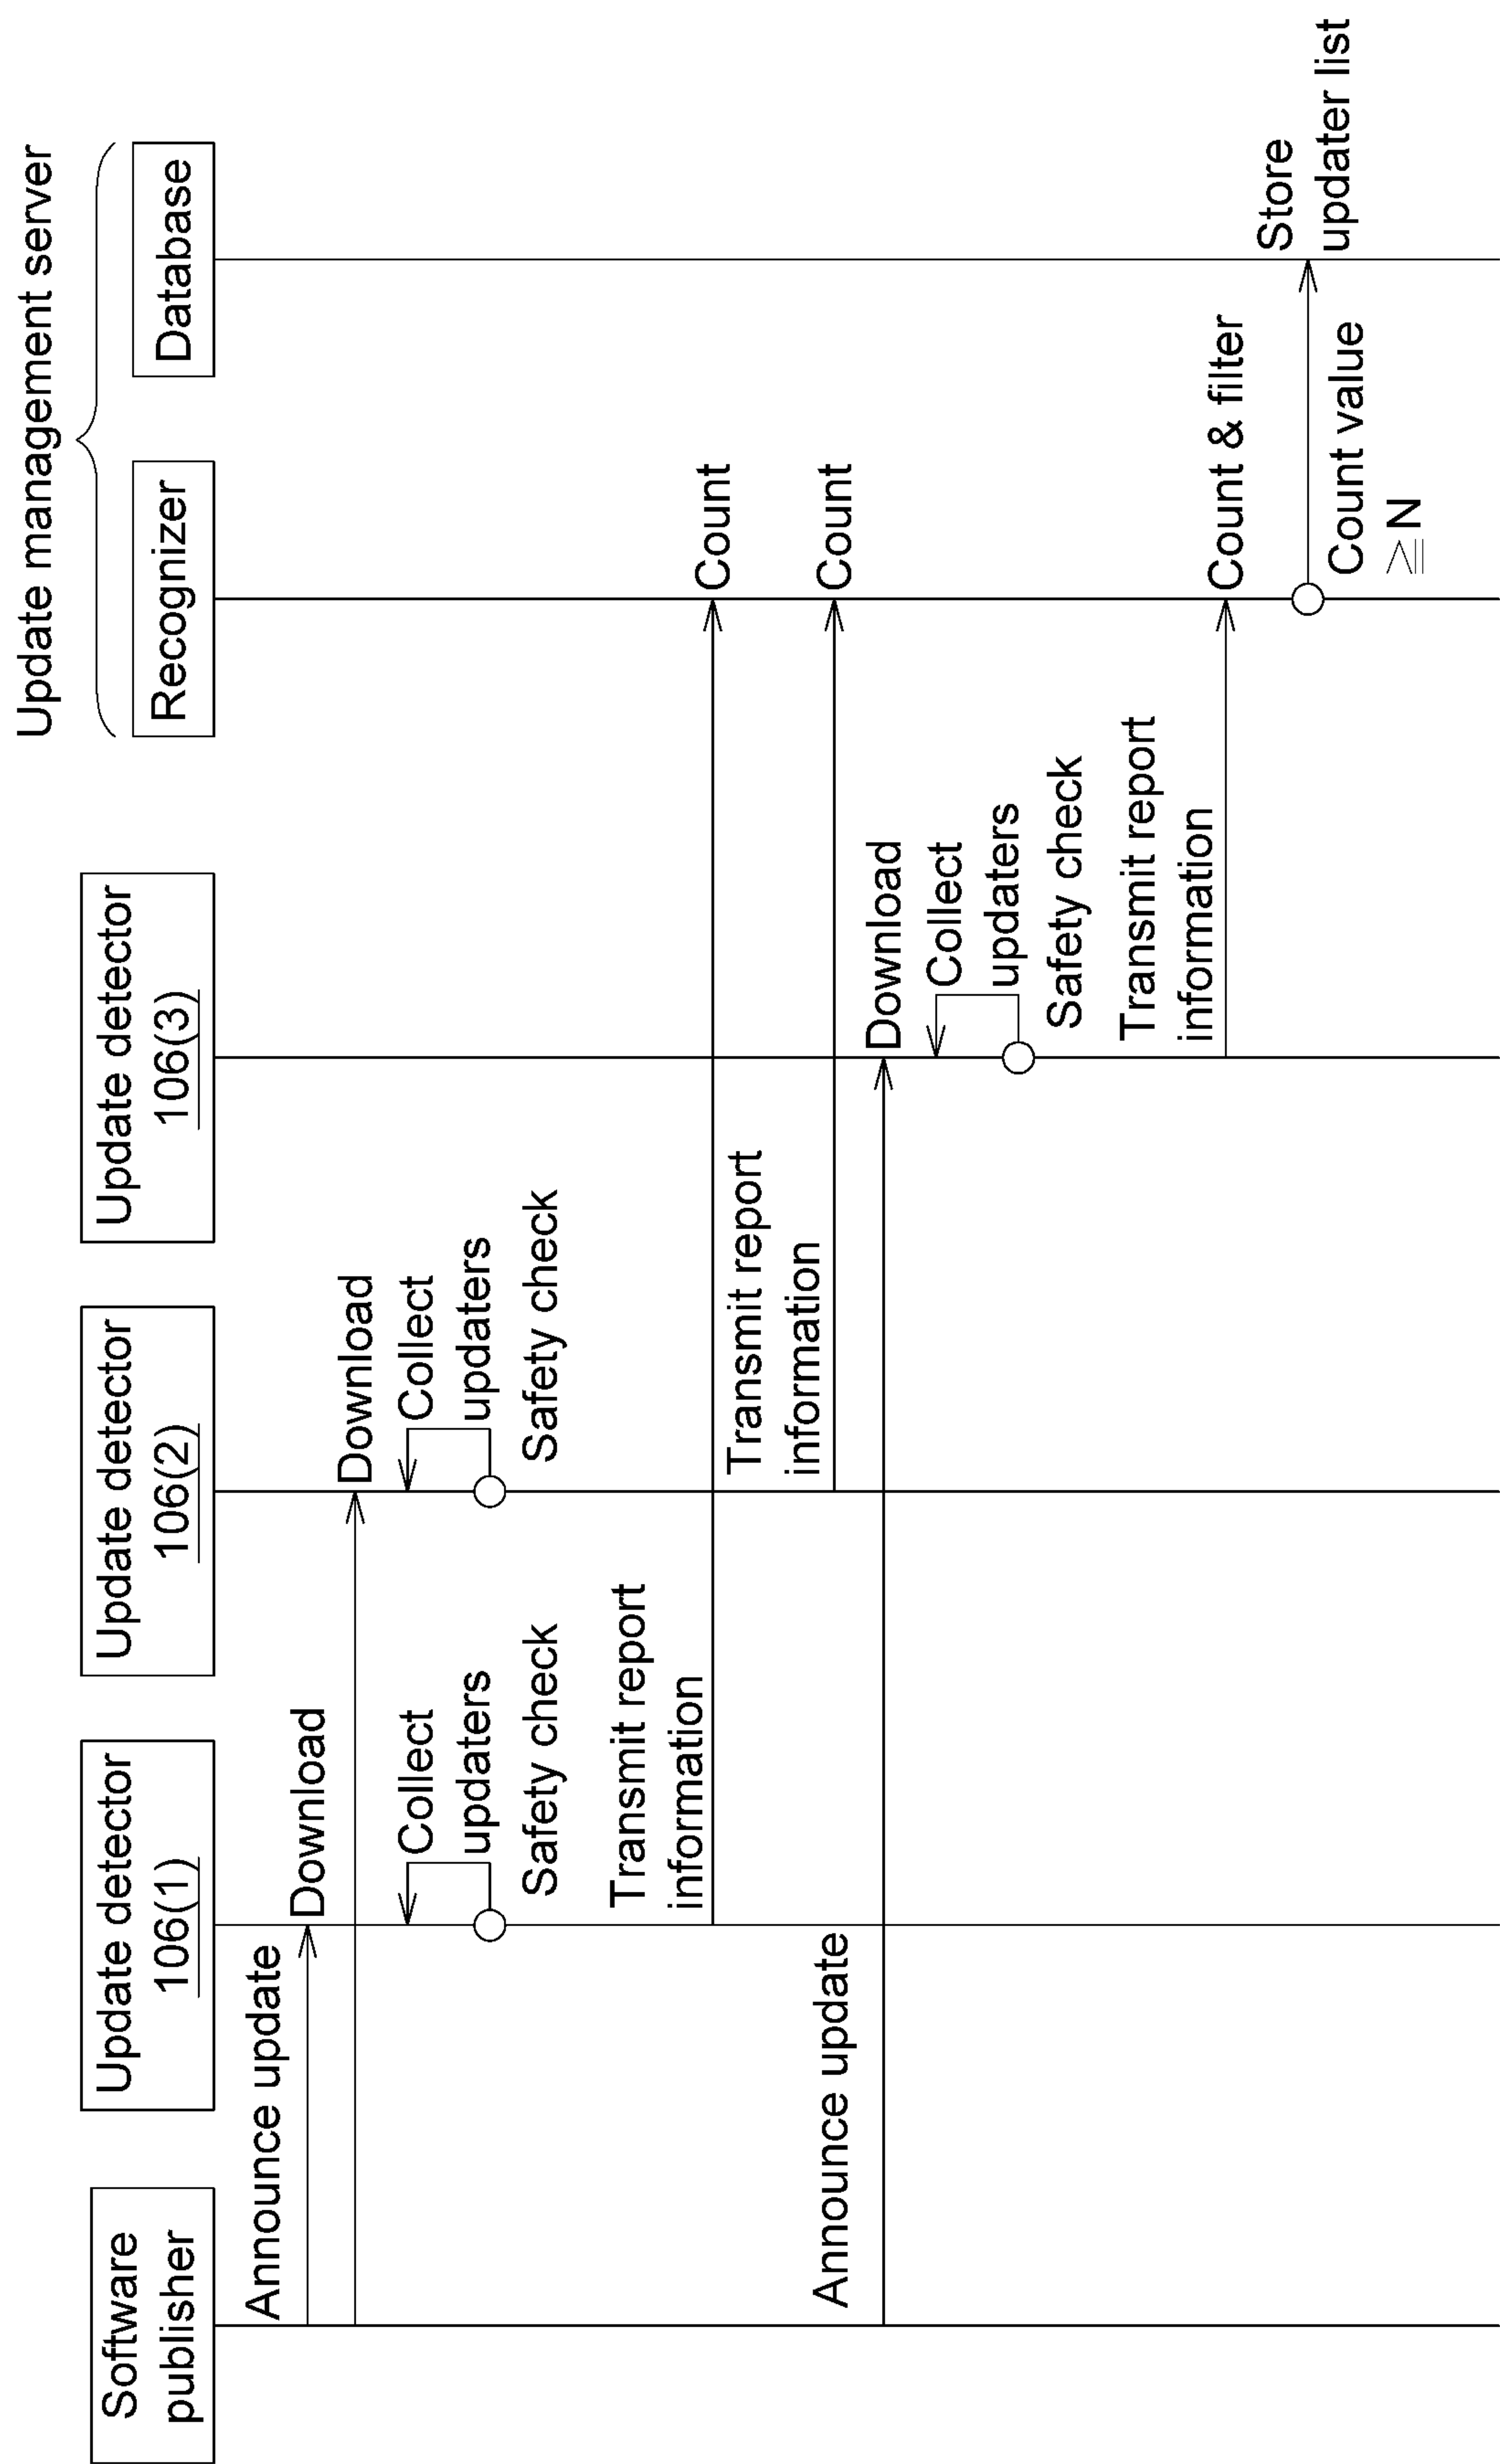 Update management server
Software
publisher
Update detector
106(1)
Update detector
106(2)
Update detector
106(3)
Recognizer
Database
Announce update
Download
Download
Collect
updaters
Safety check
Collect
updaters
Safety check
Transmit report
information
Count
Transmit report
information
Count
Announce update
Download
Collect
updaters
Safety check
Transmit report
information
Count & filter
Store
updater list
Count value
≧N